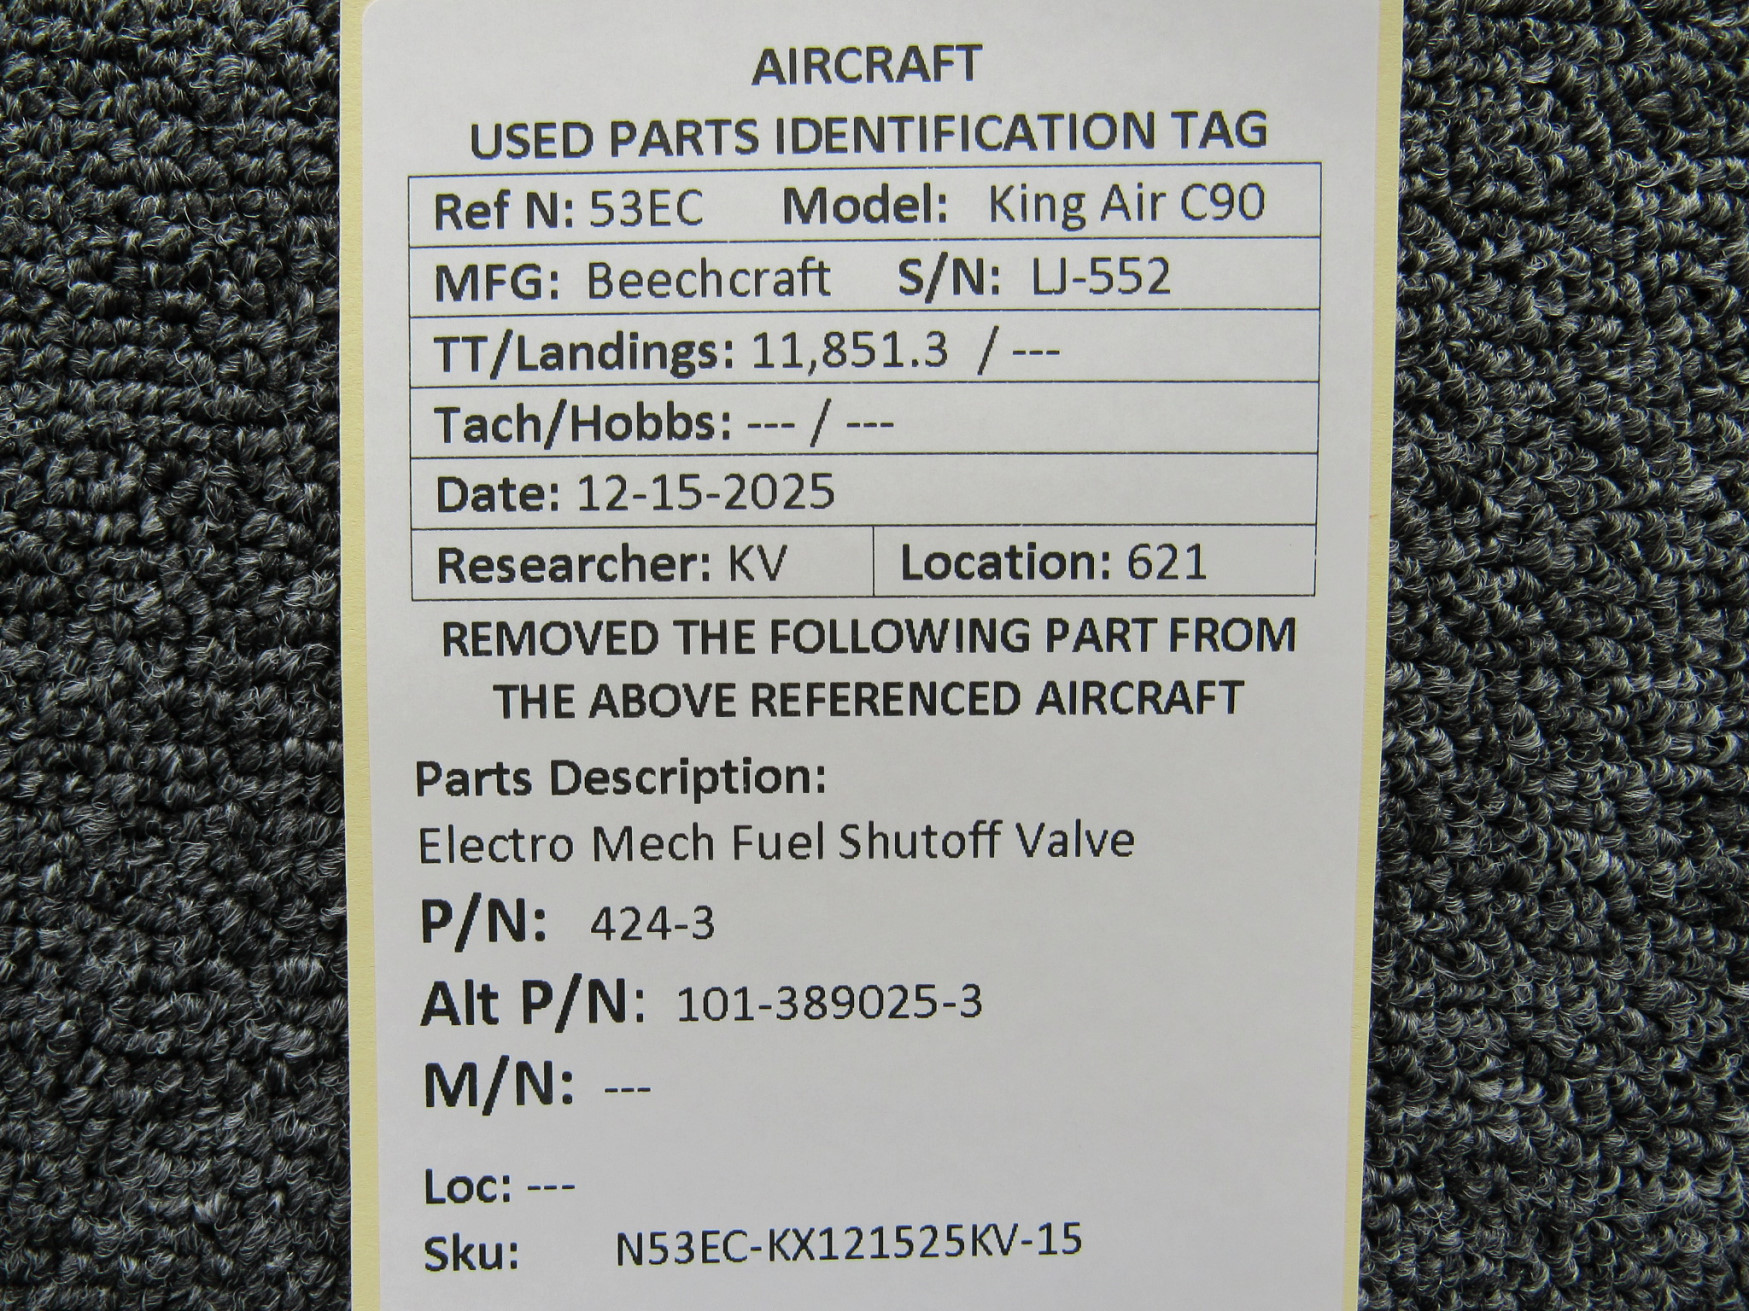 AIRCRAFT
USED PARTS IDENTIFICATION TAG
Ref N: 53EC Model: King Air C90
MFG: Beechcraft S/N: LJ-552
TT/Landings: 11,851.3 / ---
Tach/Hobbs: --- / ---
Date: 12-15-2025
Researcher: KV Location: 621
REMOVED THE FOLLOWING PART FROM
THE ABOVE REFERENCED AIRCRAFT
Parts Description:
Electro Mech Fuel Shutoff Valve
P/N: 424-3
Alt P/N: 101-389025-3
M/N: ---
Loc: ---
Sku: N53EC-KX121525KV-15